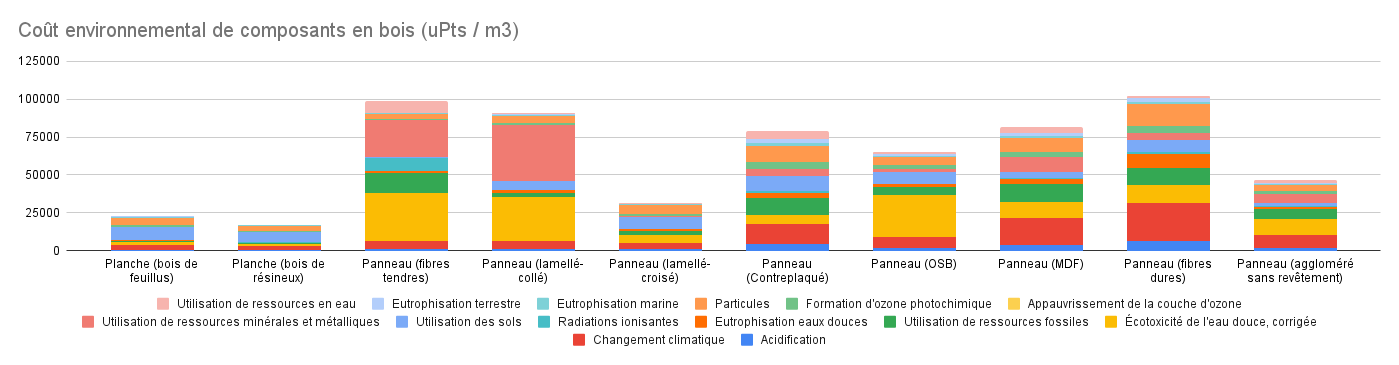 Coût environnemental de composants en bois (uPts / m3)
125000
100000
75000
50000
25000
0
Planche (bois de feuillus)
Planche (bois de résineux)
Panneau (fibres tendres)
Panneau (lamellé-collé)
Panneau (lamellé-croisé)
Panneau (Contreplaqué)
Panneau (OSB)
Panneau (MDF)
Panneau (fibres dures)
Panneau (aggloméré sans revêtement)
Utilisation de ressources en eau
Eutrophisation terrestre
Eutrophisation marine
Particules
Formation d'ozone photochimique
Appauvrissement de la couche d'ozone
Utilisation de ressources minérales et métalliques
Utilisation des sols
Radiations ionisantes
Eutrophisation eaux douces
Utilisation de ressources fossiles
Écotoxicité de l'eau douce, corrigée
Changement climatique
Acidification